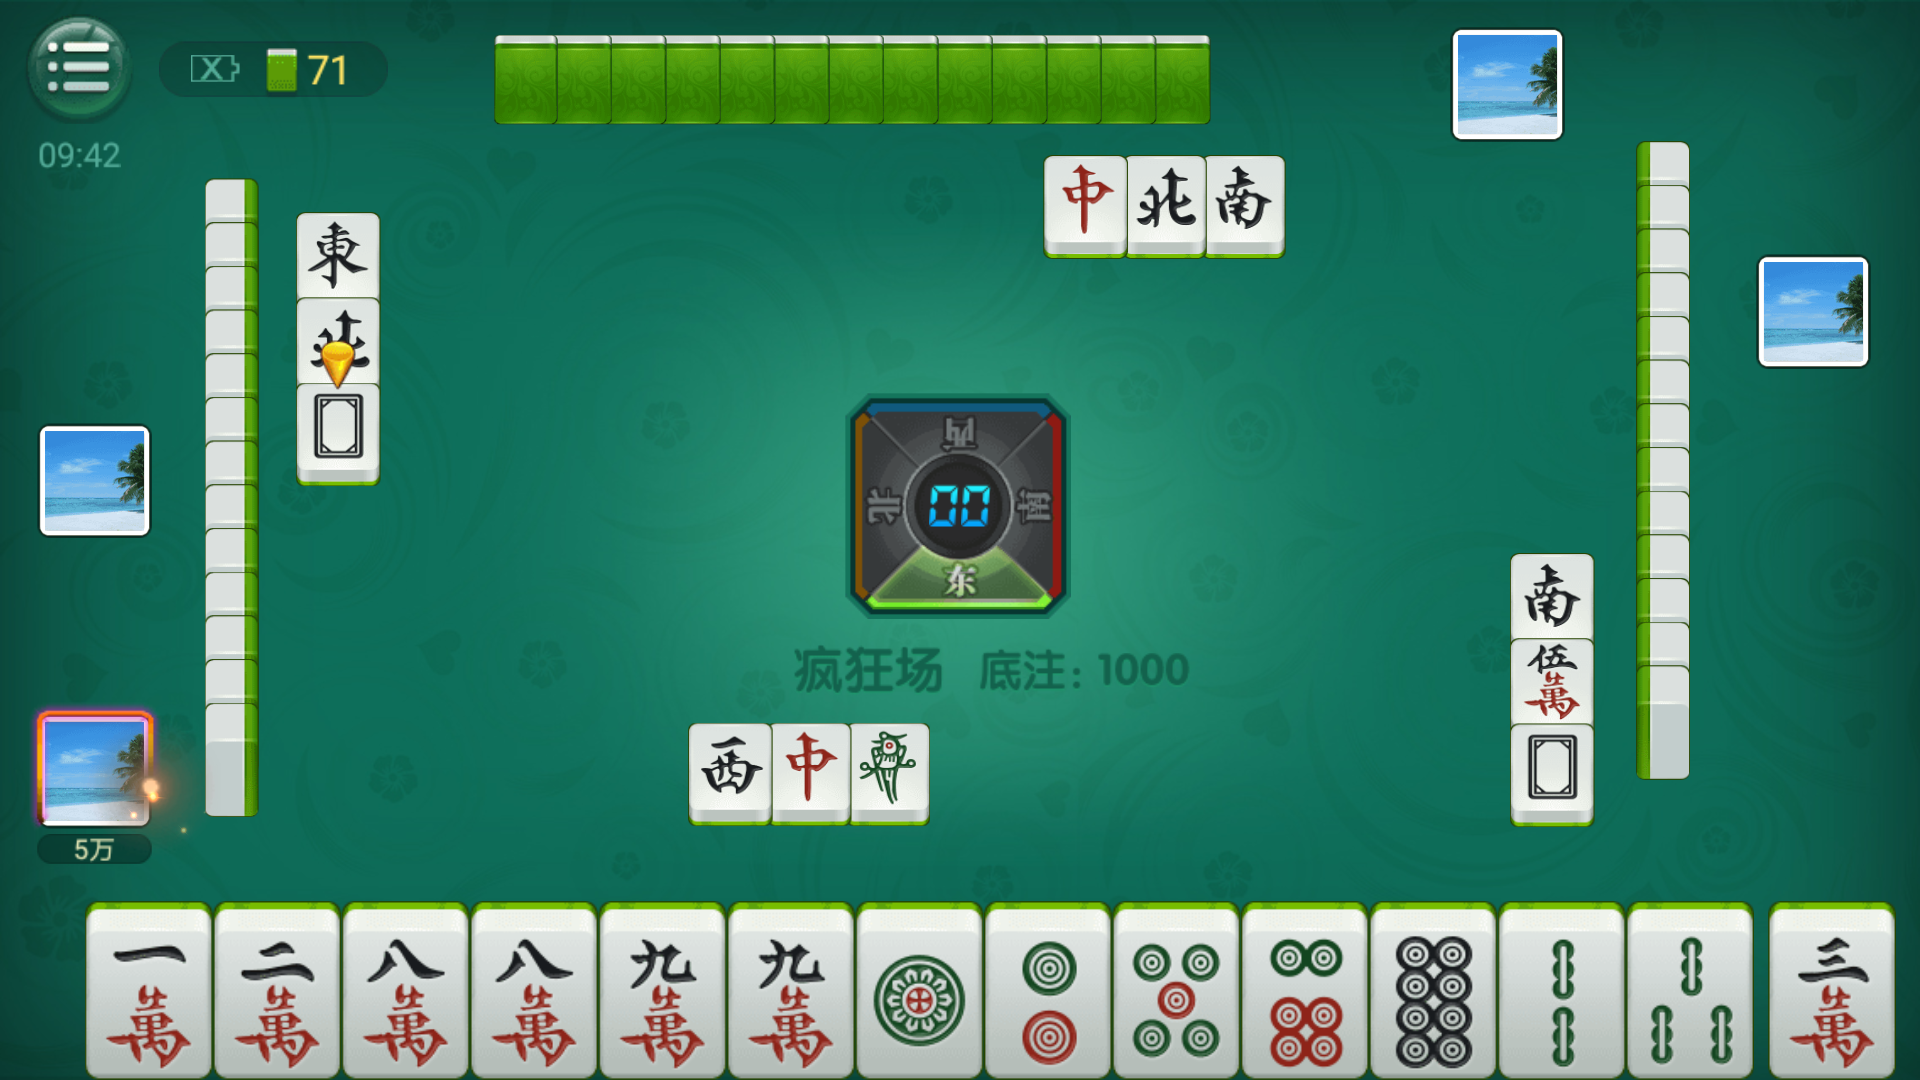 71
09:42
中 北 南
東
北
西
北 00 南
东
疯狂场 底注: 1000
南
伍萬
西 中
5万
一萬 二萬 八萬 八萬 九萬 九萬 三萬